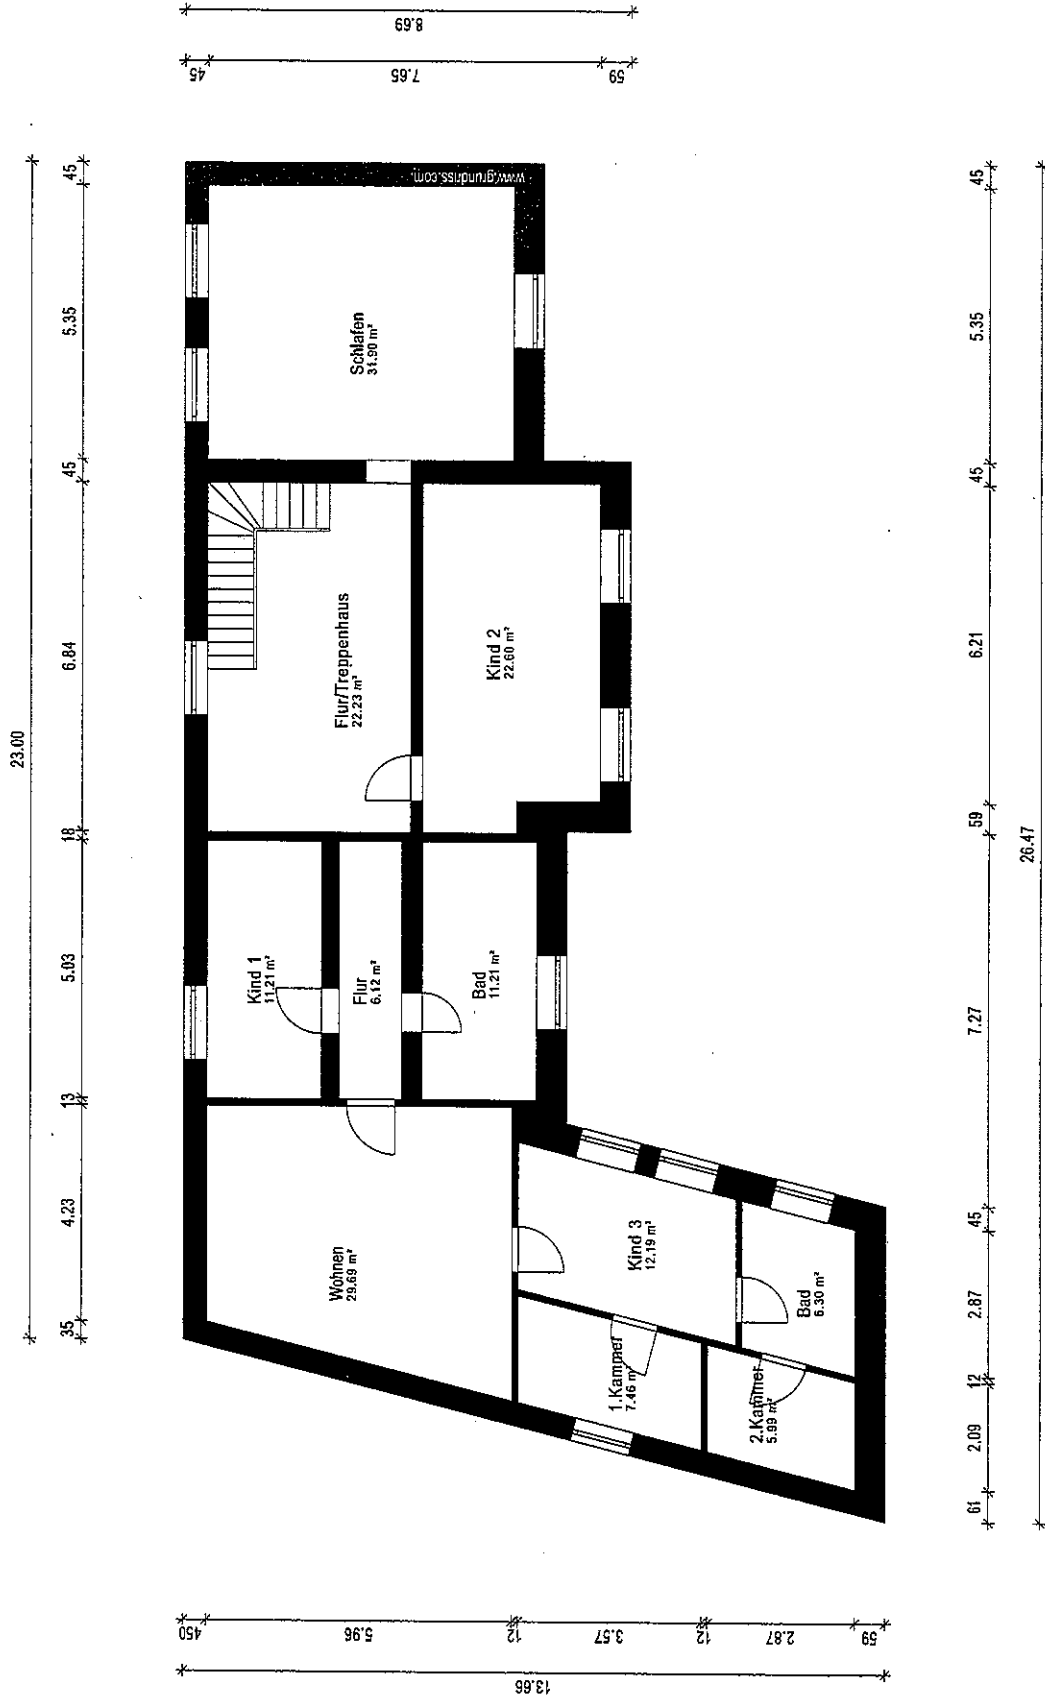 8.69
45
7.65
59
23.00
45
5.35
45
6.84
18
5.03
13
4.23
35
www.grundriss.com
Schlafen
31.90 m²
Flur/Treppenhaus
22.23 m²
Kind 2
22.60 m²
Kind 1
11.21 m²
Flur
6.12 m²
Bad
11.21 m²
Wohnen
29.69 m²
Kind 3
12.19 m²
Bad
6.30 m²
1.Kammer
7.46 m²
2.Kammer
5.99 m²
45
5.35
45
6.21
59
7.27
45
2.87
12
2.09
61
26.47
450
5.96
12
3.57
12
2.87
59
13.66